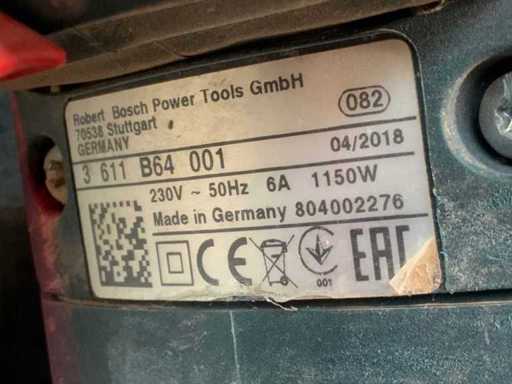 Robert Bosch Power Tools GmbH
70538 Stuttgart
GERMANY
082
3 611 B64 001
04/2018
230V ~ 50Hz 6A 1150W
Made in Germany 804002276
CE
001
EAC